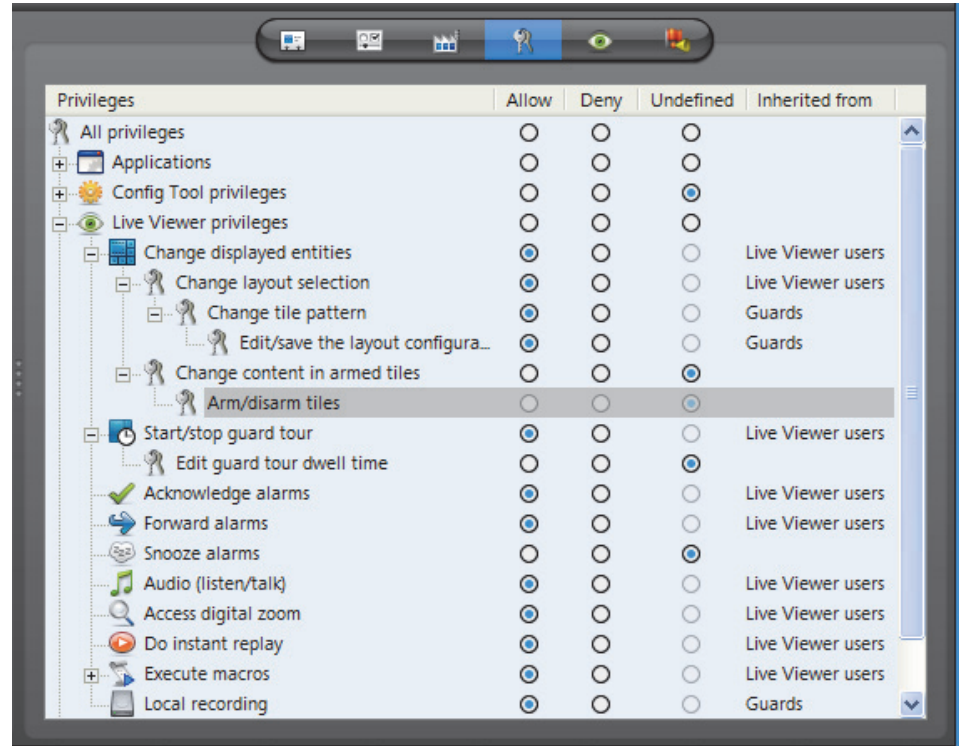 Privileges Allow Deny Undefined Inherited from
All privileges
Applications
Config Tool privileges
Live Viewer privileges
Change displayed entities Live Viewer users
Change layout selection Live Viewer users
Change tile pattern Guards
Edit/save the layout configura... Guards
Change content in armed tiles
Arm/disarm tiles
Start/stop guard tour Live Viewer users
Edit guard tour dwell time
Acknowledge alarms Live Viewer users
Forward alarms Live Viewer users
Snooze alarms
Audio (listen/talk) Live Viewer users
Access digital zoom Live Viewer users
Do instant replay Live Viewer users
Execute macros Live Viewer users
Local recording Guards